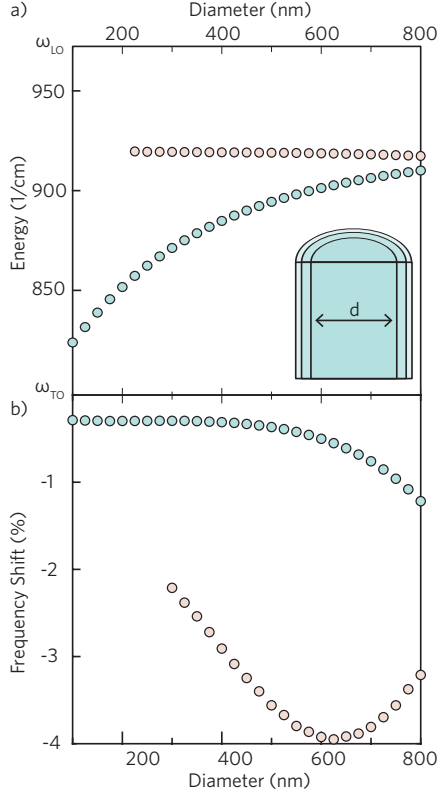 a)
Diameter (nm)
200 400 600 800
ω_LO
950
900
850
ω_TO
Energy (1/cm)
d
b)
-1
-2
-3
-4
Frequency Shift (%)
200 400 600 800
Diameter (nm)